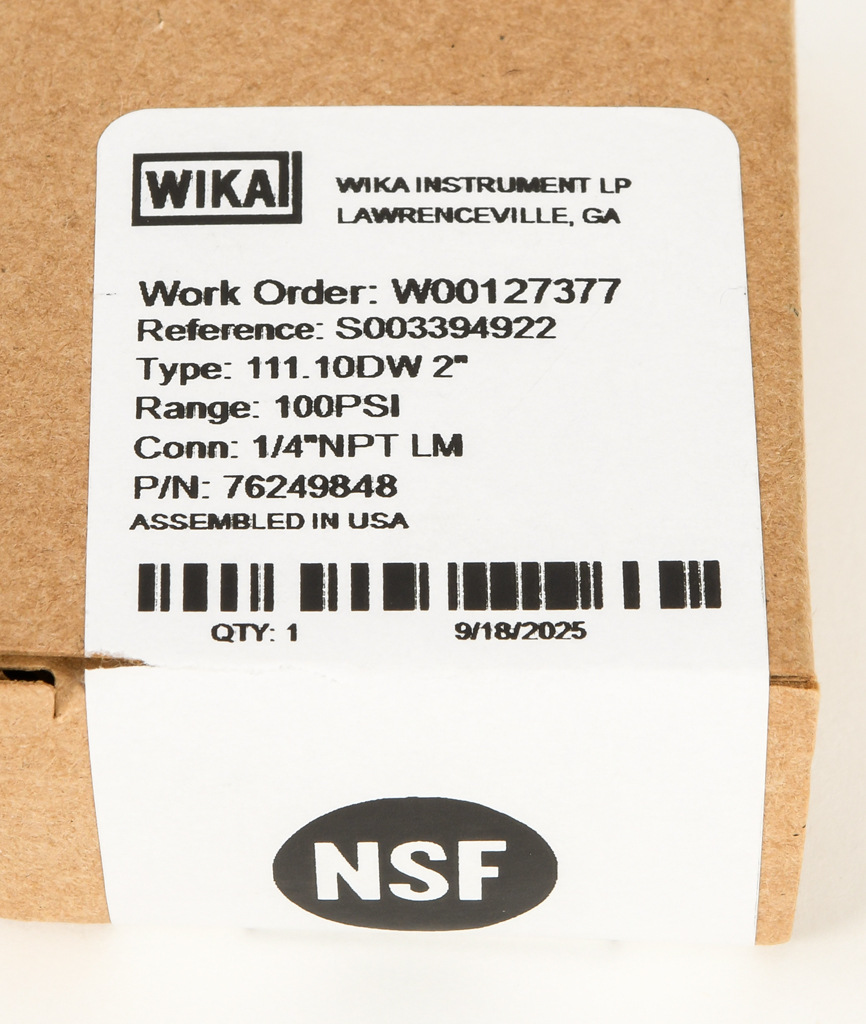 WIKA
WIKA INSTRUMENT LP
LAWRENCEVILLE, GA
Work Order: W00127377
Reference: S003394922
Type: 111.10DW 2"
Range: 100PSI
Conn: 1/4"NPT LM
P/N: 76249848
ASSEMBLED IN USA
QTY: 1 9/18/2025
NSF